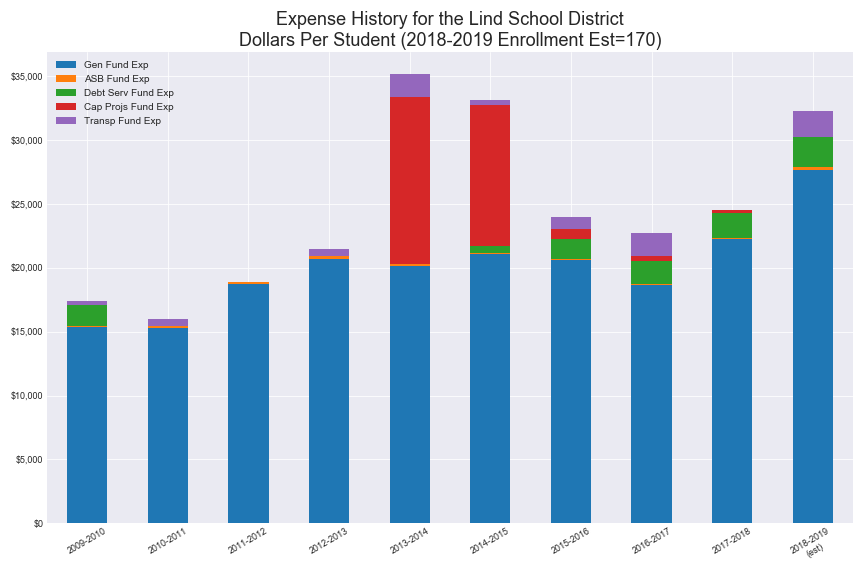 Expense History for the Lind School District
Dollars Per Student (2018-2019 Enrollment Est=170)
Gen Fund Exp
ASB Fund Exp
Debt Serv Fund Exp
Cap Projs Fund Exp
Transp Fund Exp
$35,000
$30,000
$25,000
$20,000
$15,000
$10,000
$5,000
$0
2009-2010
2010-2011
2011-2012
2012-2013
2013-2014
2014-2015
2015-2016
2016-2017
2017-2018
2018-2019
(est)